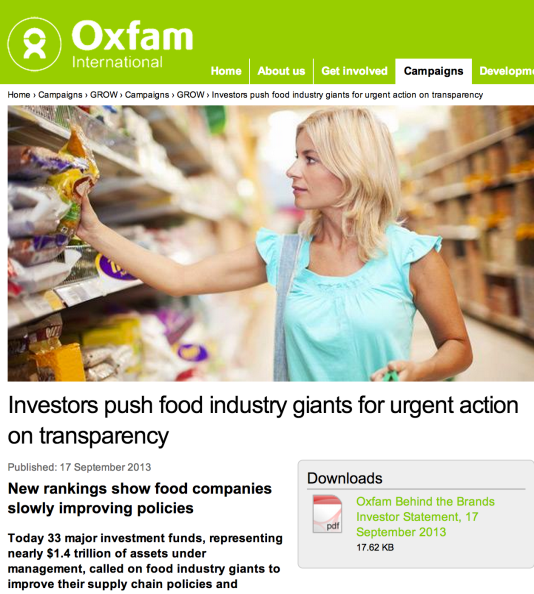 Oxfam
International
Home
About us
Get involved
Campaigns
Developm
Home › Campaigns › GROW › Campaigns › GROW › Investors push food industry giants for urgent action on transparency
Investors push food industry giants for urgent action
on transparency
Published: 17 September 2013
New rankings show food companies
slowly improving policies
Today 33 major investment funds, representing
nearly $1.4 trillion of assets under
management, called on food industry giants to
improve their supply chain policies and
Downloads
pdf
Oxfam Behind the Brands
Investor Statement, 17
September 2013
17.62 KB